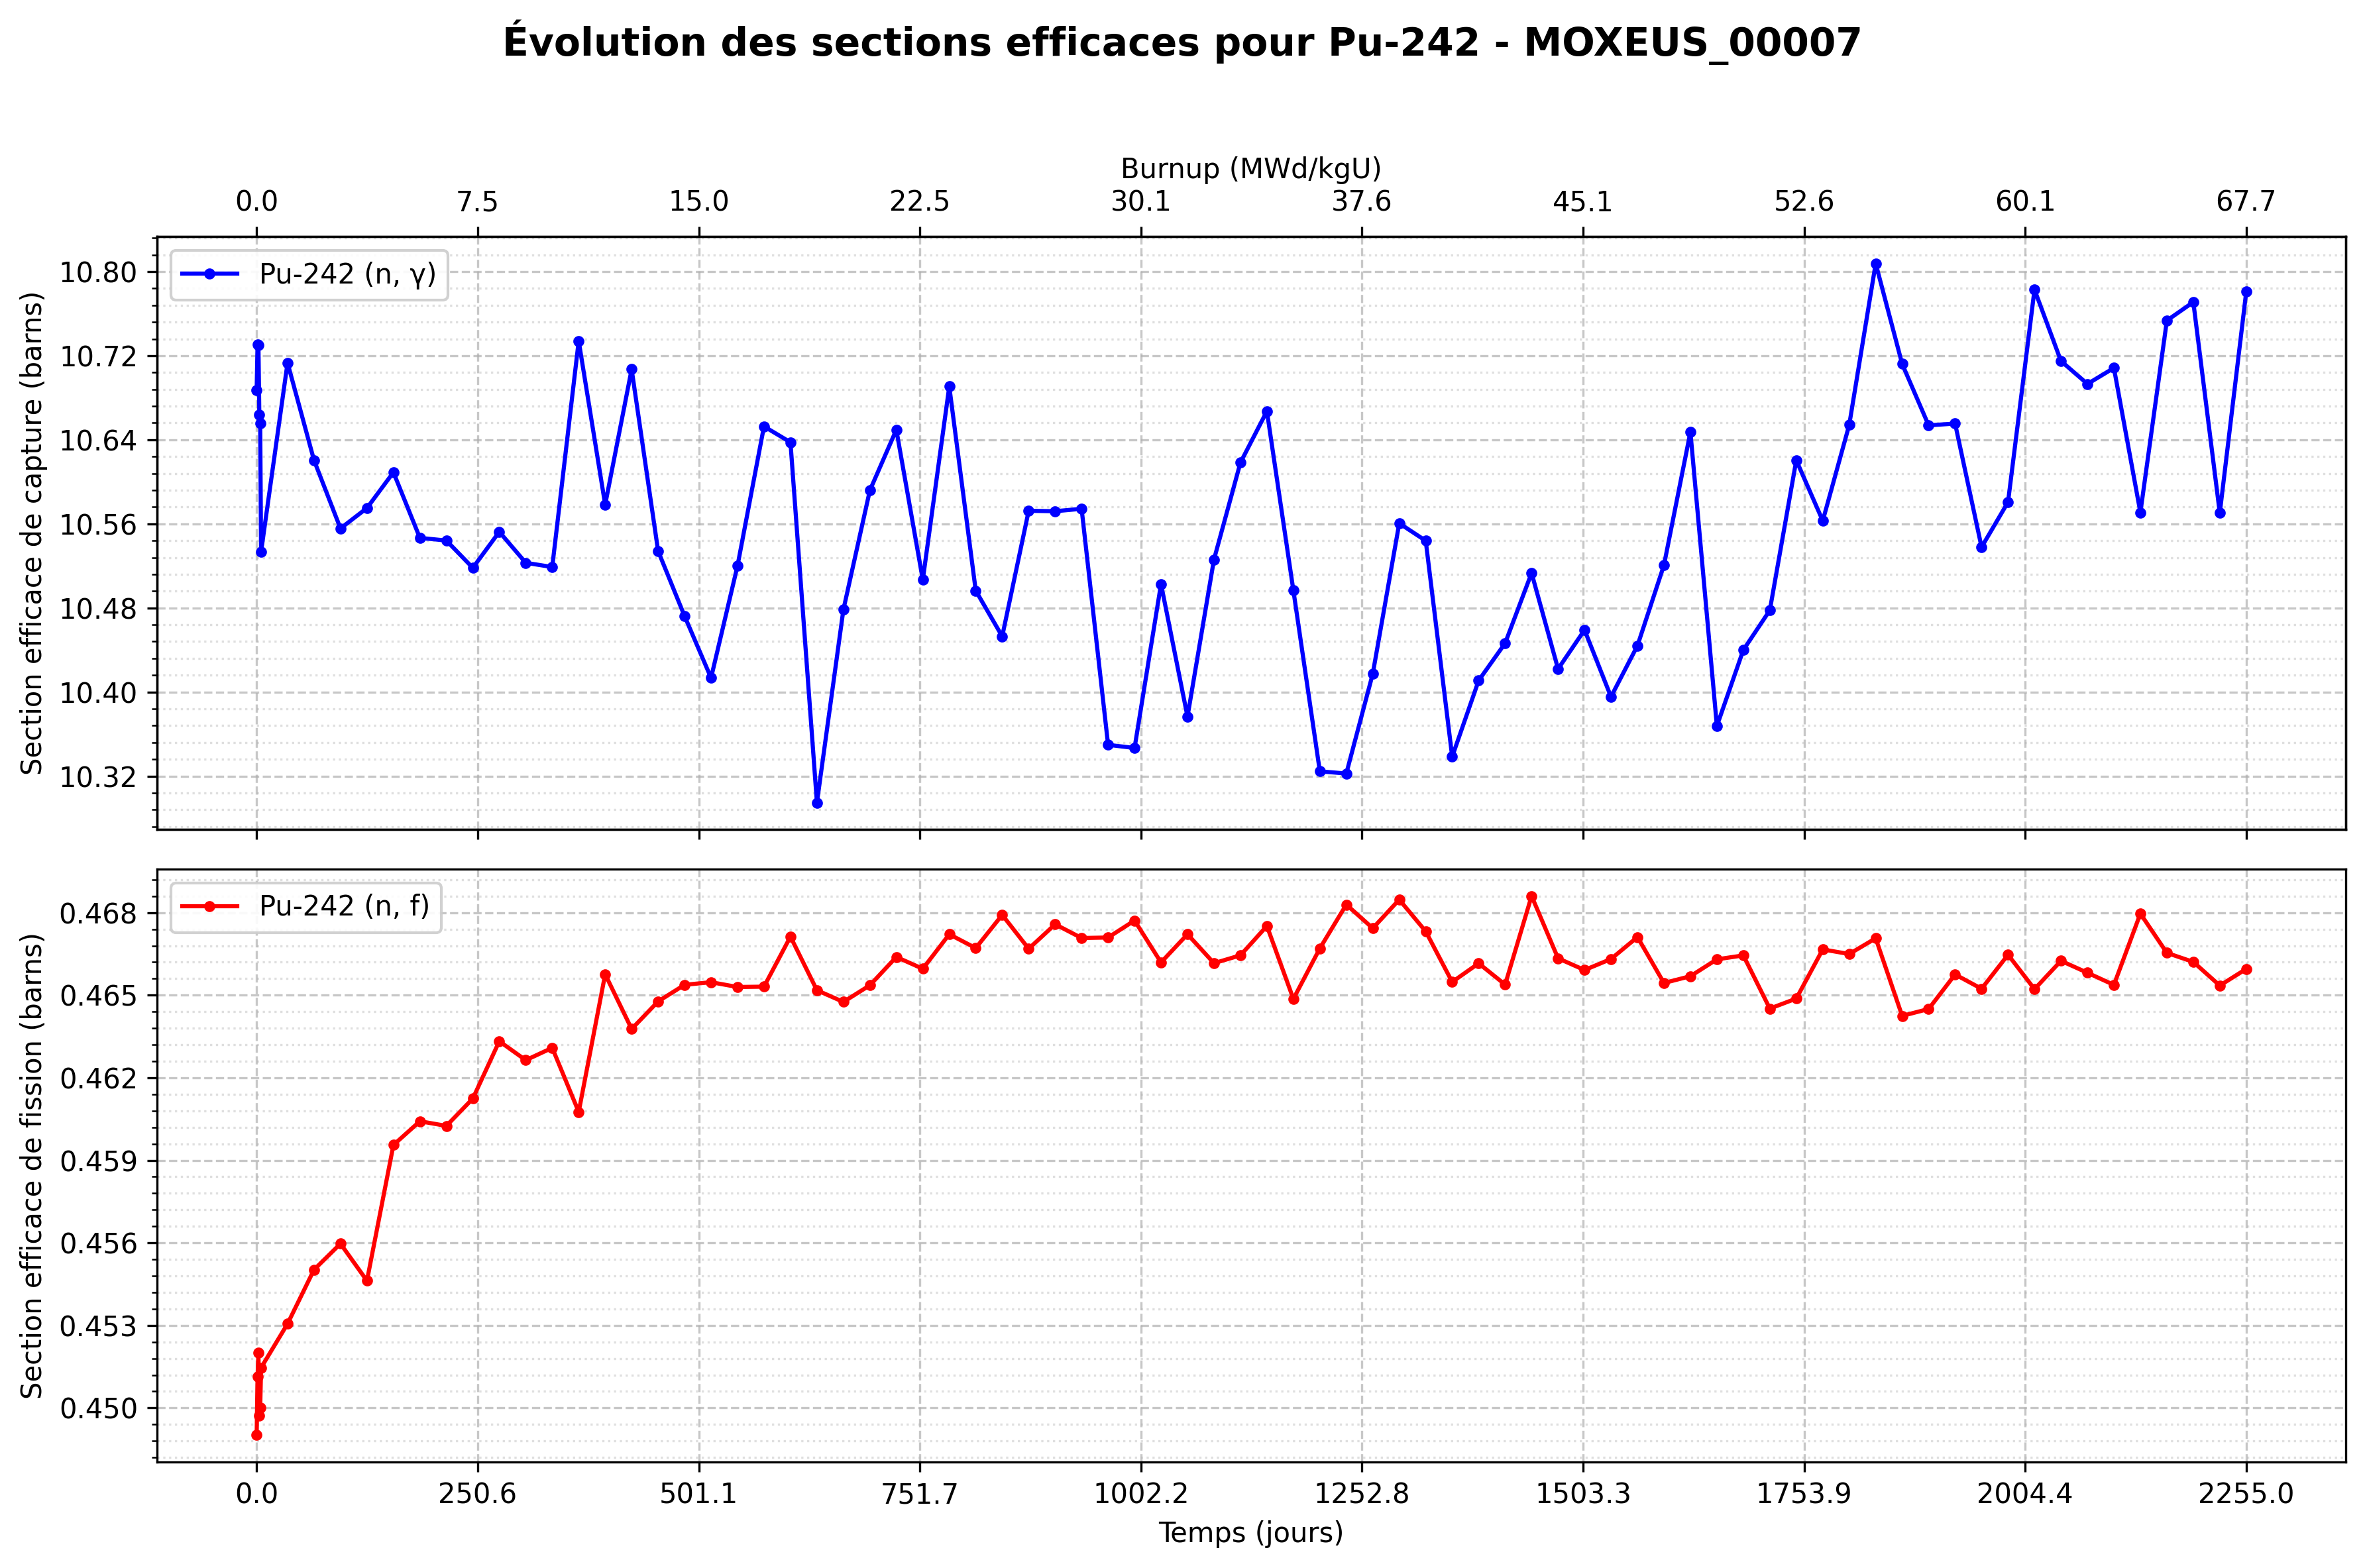 Évolution des sections efficaces pour Pu-242 - MOXEUS_00007
Burnup (MWd/kgU)
0.0 7.5 15.0 22.5 30.1 37.6 45.1 52.6 60.1 67.7
Section efficace de capture (barns)
10.80
10.72
10.64
10.56
10.48
10.40
10.32
Pu-242 (n, γ)
Section efficace de fission (barns)
0.468
0.465
0.462
0.459
0.456
0.453
0.450
Pu-242 (n, f)
0.0 250.6 501.1 751.7 1002.2 1252.8 1503.3 1753.9 2004.4 2255.0
Temps (jours)